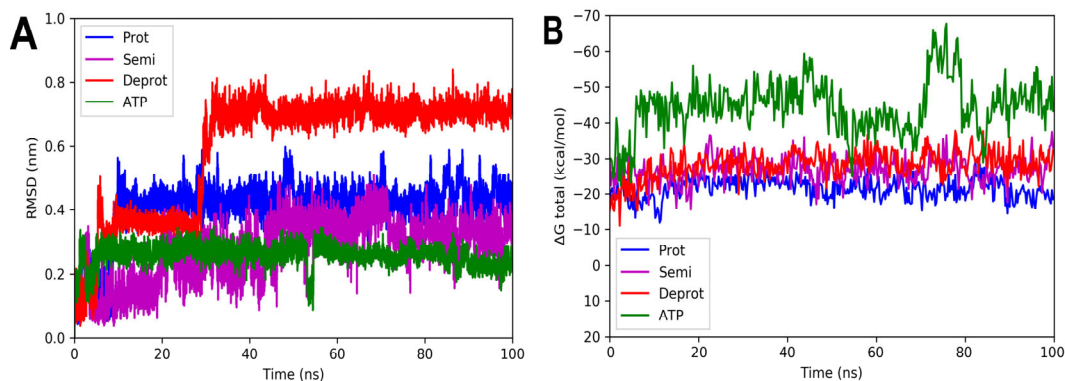 A
1.0
0.8
0.6
0.4
0.2
0.0
RMSD (nm)
Prot
Semi
Deprot
ATP
0 20 40 60 80 100
Time (ns)
B
−70
−60
−50
−40
−30
−20
−10
0
10
20
ΔG total (kcal/mol)
Prot
Semi
Deprot
ATP
0 20 40 60 80 100
Time (ns)